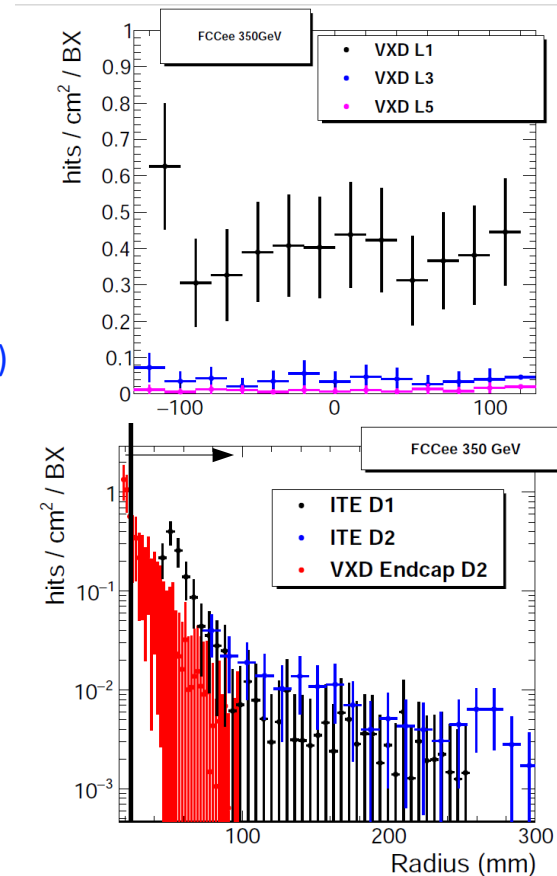 FCCee 350GeV
VXD L1
VXD L3
VXD L5
hits / cm² / BX
1
0.9
0.8
0.7
0.6
0.5
0.4
0.3
0.2
0.1
0
−100
0
100
)
FCCee 350 GeV
ITE D1
ITE D2
VXD Endcap D2
hits / cm² / BX
1
10⁻¹
10⁻²
10⁻³
100
200
300
Radius (mm)